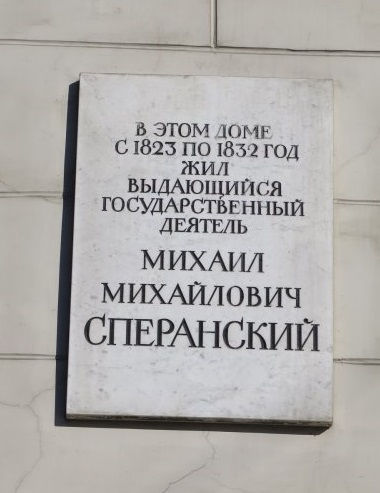 В ЭТОМ ДОМЕ
С 1823 ПО 1832 ГОД
ЖИЛ
ВЫДАЮЩИЙСЯ
ГОСУДАРСТВЕННЫЙ
ДЕЯТЕЛЬ
МИХАИЛ
МИХАЙЛОВИЧ
СПЕРАНСКИЙ